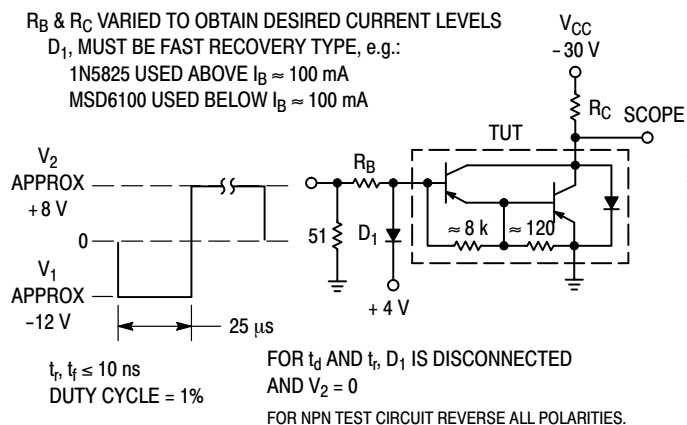 R_B & R_C VARIED TO OBTAIN DESIRED CURRENT LEVELS
D_1, MUST BE FAST RECOVERY TYPE, e.g.:
1N5825 USED ABOVE I_B ≈ 100 mA
MSD6100 USED BELOW I_B ≈ 100 mA
V_CC
-30 V
R_C
SCOPE
TUT
V_2
APPROX
+8 V
0
V_1
APPROX
-12 V
25 μs
R_B
51
D_1
+ 4 V
≈ 8 k
≈ 120
t_r, t_f ≤ 10 ns
DUTY CYCLE = 1%
FOR t_d AND t_r, D_1 IS DISCONNECTED
AND V_2 = 0
FOR NPN TEST CIRCUIT REVERSE ALL POLARITIES.